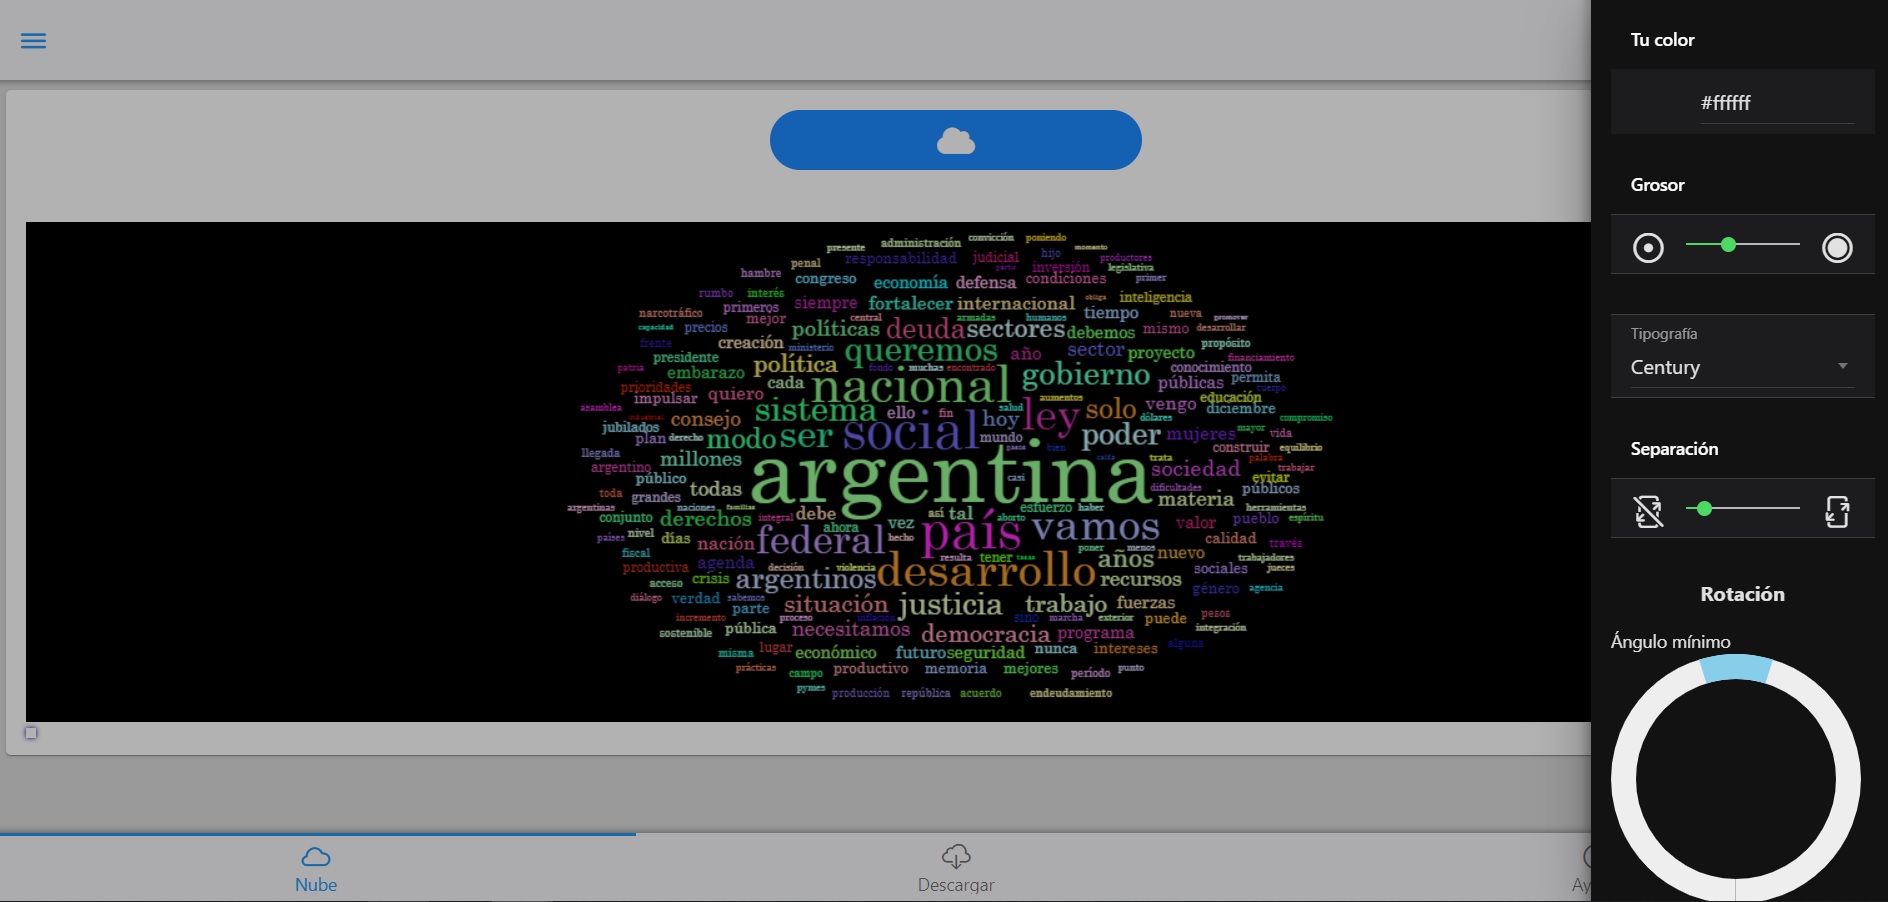 Tu color
#ffffff
Grosor
Tipografía
Century
Separación
Rotación
Ángulo mínimo
convicción poniendo
presente administración momento
responsabilidad judicial hijo productores
penal inversión legislativa
hambre congreso economía defensa condiciones primer
rumbo interés siempre fortalecer internacional obliga inteligencia
narcotráfico primeros mejor central armadas humanos tiempo nueva promover
capacidad precios políticas deuda sectores debemos mismo desarrollar
frente creación ministerio queremos año sector proyecto propósito
presidente política financiamiento
patria embarazo fondo muchas encontrado gobierno conocimiento
prioridades cada nacional públicas permita cuerpo
impulsar quiero aumentos educación
asamblea sistema ello fin salud ley solo vengo diciembre
industrial consejo hoy dólares compromiso
jubilados modo ser social mundo poder mujeres mayor vida
plan derecho bien construir equilibrio
llegada millones argentina trata palabra
argentino sociedad trabajar
público casi evitar
toda grandes todas dificultades materia públicos
argentinas naciones familias esfuerzo haber herramientas
conjunto derechos integral debe así tal aborto valor pueblo espíritu
países nivel ahora vez país vamos
días nación federal hecho calidad través
fiscal poner menos nuevo
productiva agenda decisión violencia resulta tener años trabajadores
acceso crisis argentinos desarrollo recursos sociales jueces
género agencia
diálogo verdad sabemos situación justicia trabajo fuerzas
parte pesos
incremento proceso inflación sino marcha exterior puede
sostenible pública necesitamos democracia programa integración
misma lugar económico futuro seguridad nunca intereses alguna
prácticas campo productivo memoria mejores período punto
pymes producción república acuerdo endeudamiento
Nube
Descargar
Ay